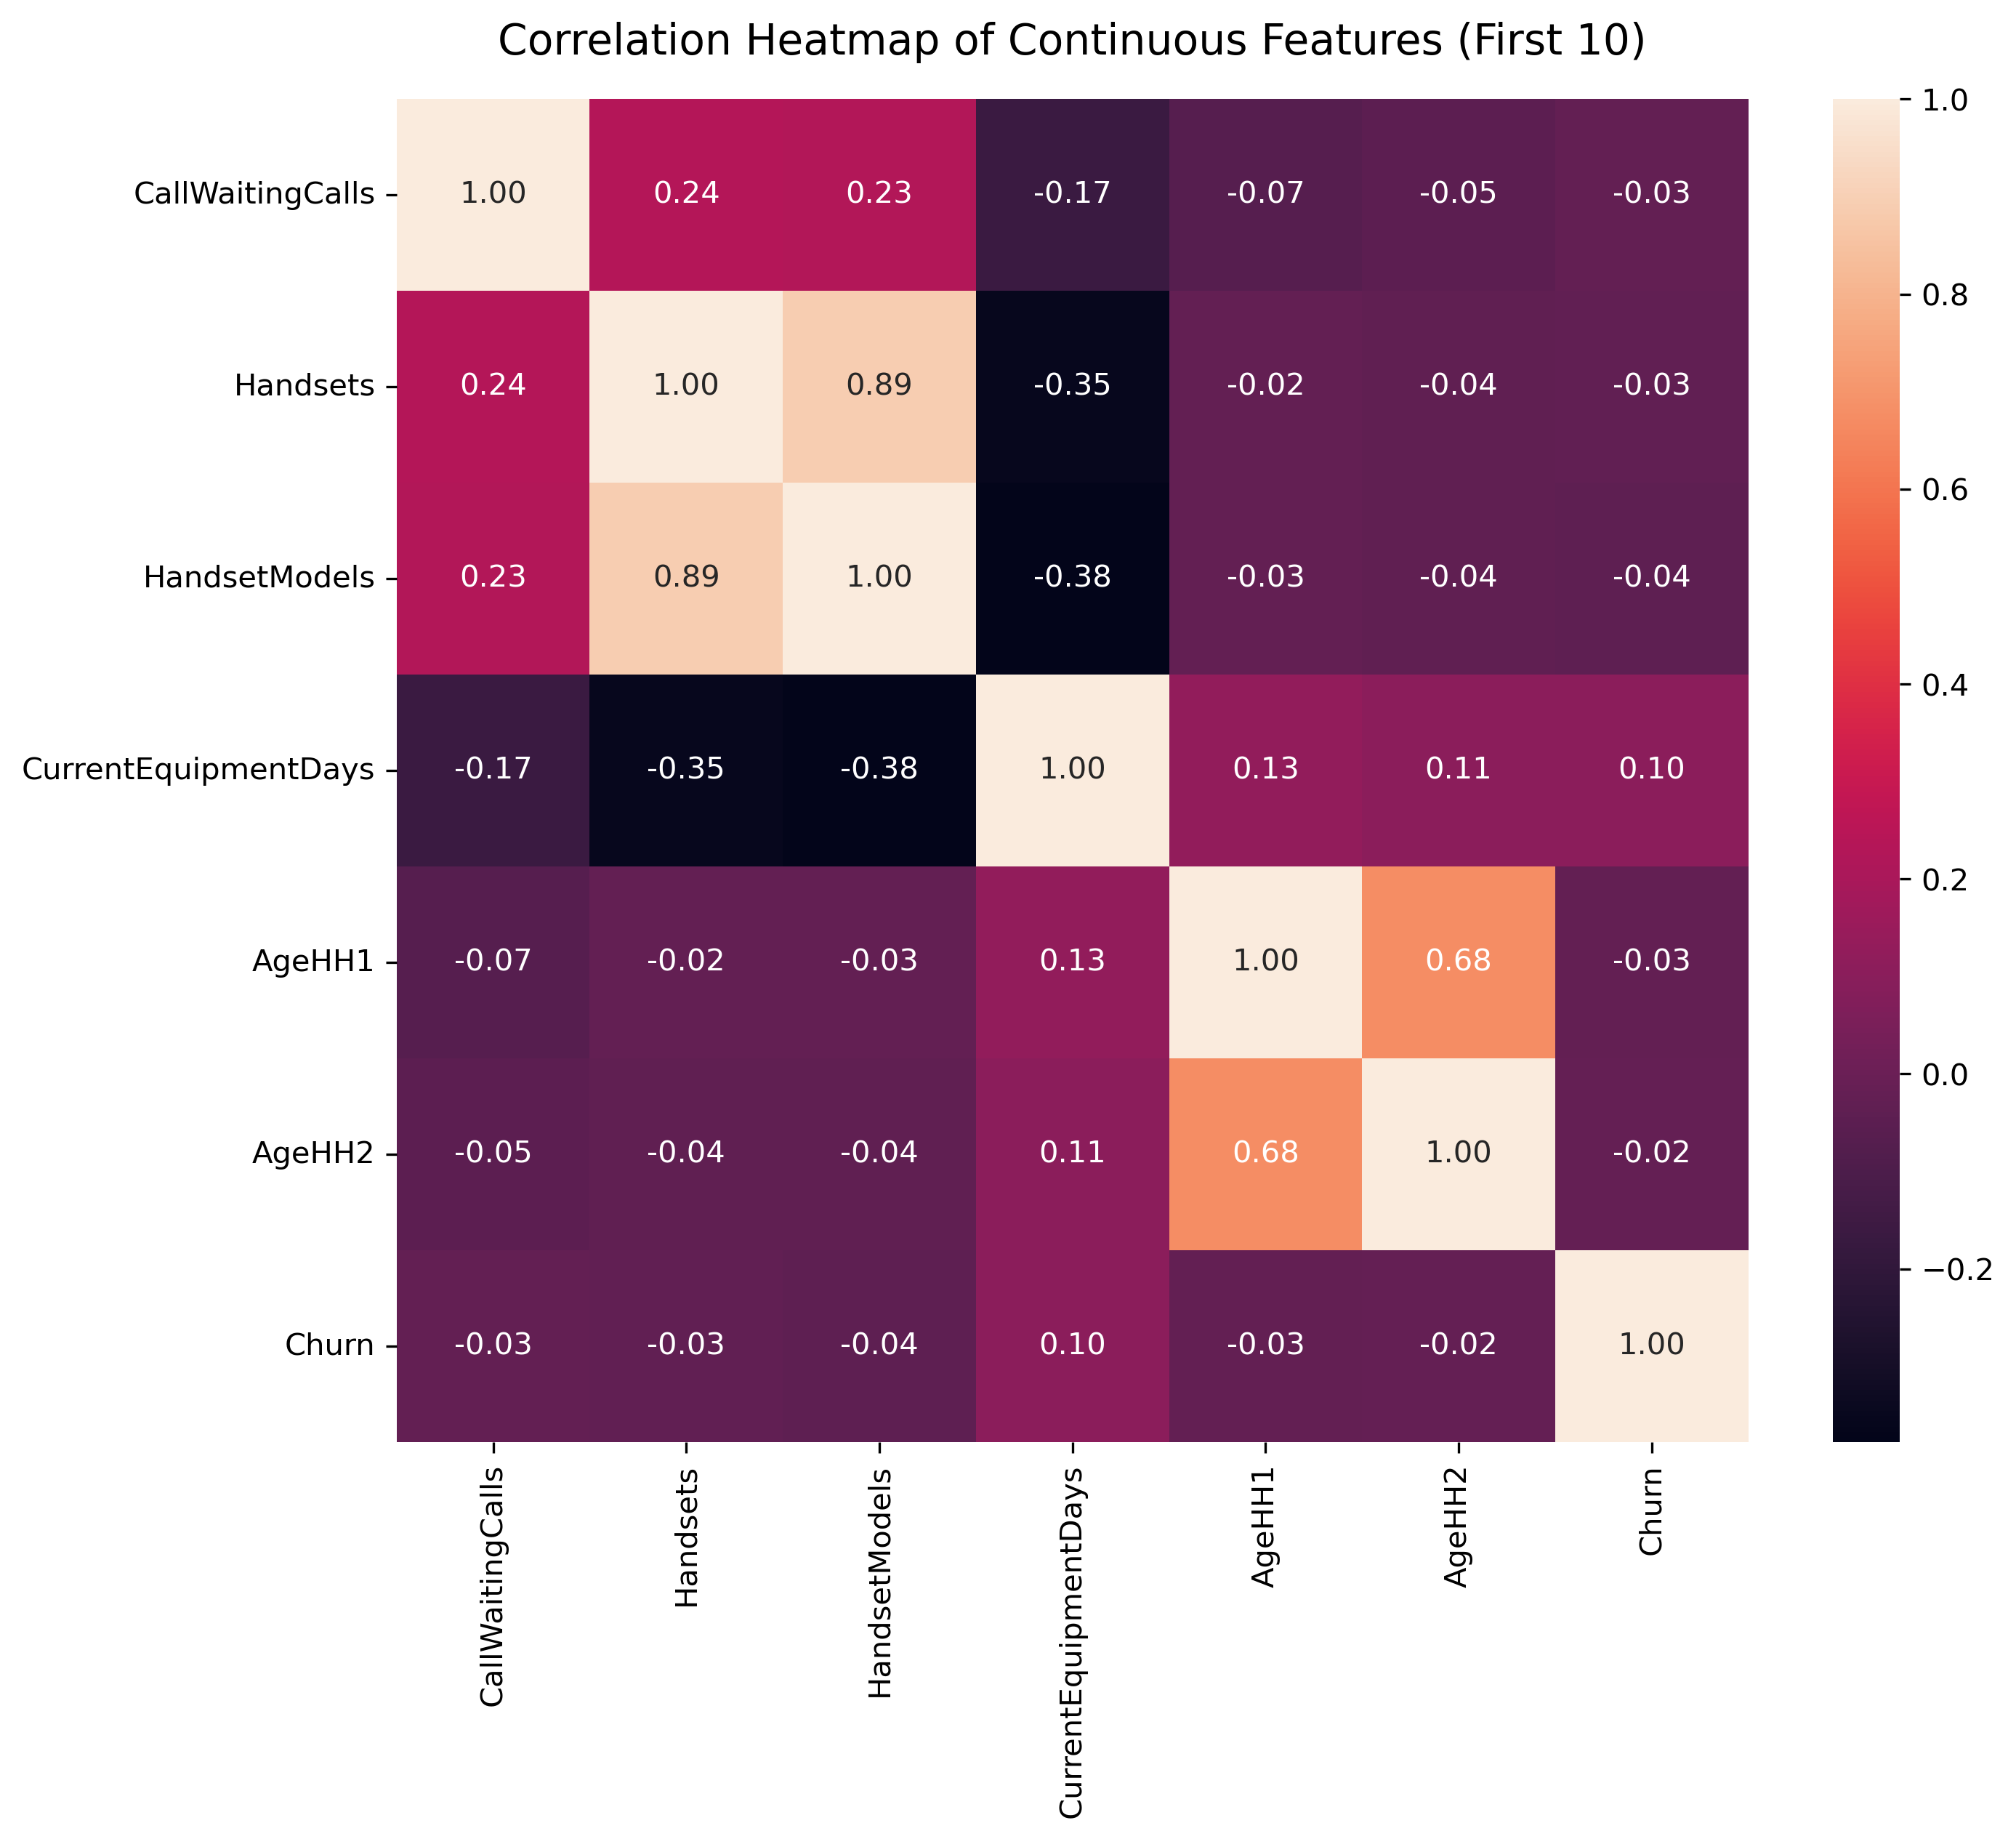 Correlation Heatmap of Continuous Features (First 10)
CallWaitingCalls 1.00 0.24 0.23 -0.17 -0.07 -0.05 -0.03
Handsets 0.24 1.00 0.89 -0.35 -0.02 -0.04 -0.03
HandsetModels 0.23 0.89 1.00 -0.38 -0.03 -0.04 -0.04
CurrentEquipmentDays -0.17 -0.35 -0.38 1.00 0.13 0.11 0.10
AgeHH1 -0.07 -0.02 -0.03 0.13 1.00 0.68 -0.03
AgeHH2 -0.05 -0.04 -0.04 0.11 0.68 1.00 -0.02
Churn -0.03 -0.03 -0.04 0.10 -0.03 -0.02 1.00
CallWaitingCalls
Handsets
HandsetModels
CurrentEquipmentDays
AgeHH1
AgeHH2
Churn
1.0
0.8
0.6
0.4
0.2
0.0
−0.2